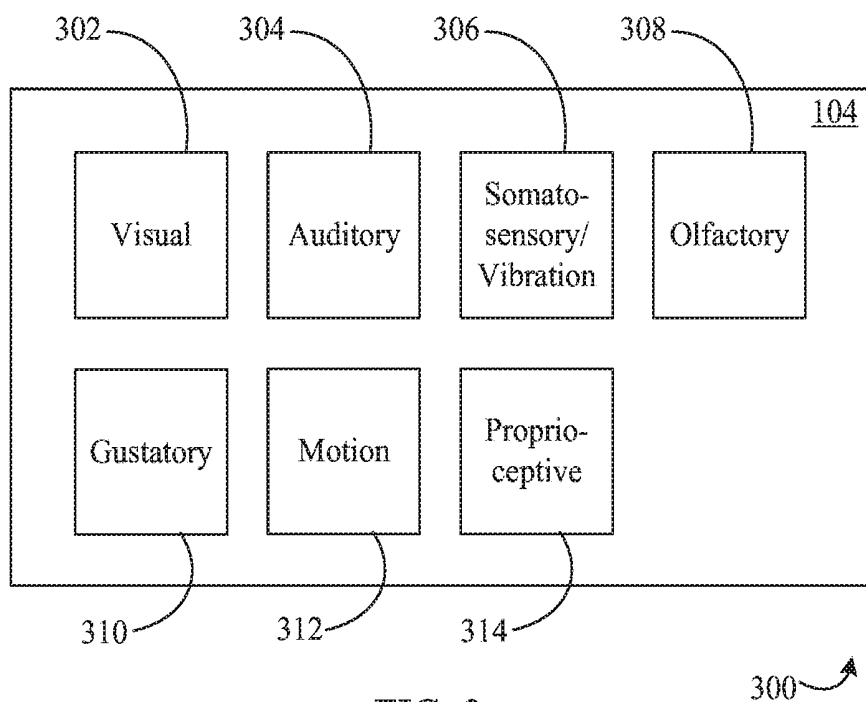 302 304 306 308
104
Visual Auditory Somato-
sensory/
Vibration Olfactory
Gustatory Motion Proprio-
ceptive
310 312 314
300